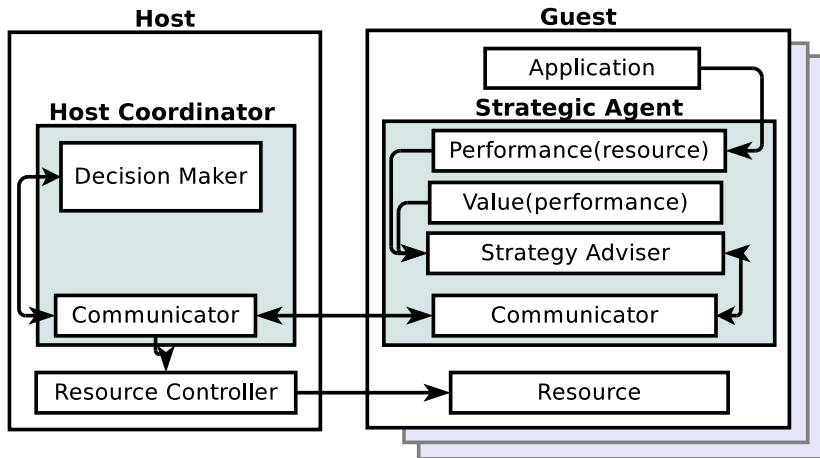 Host
Host Coordinator
Decision Maker
Communicator
Resource Controller
Guest
Application
Strategic Agent
Performance(resource)
Value(performance)
Strategy Adviser
Communicator
Resource